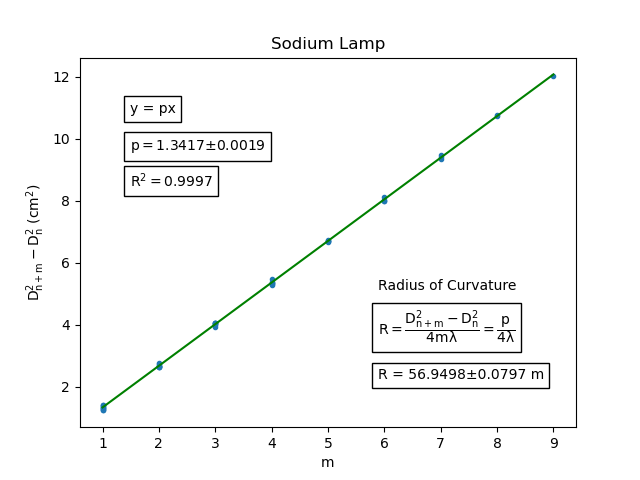 Sodium Lamp
D²ₙ₊ₘ − D²ₙ (cm²)
12
10
8
6
4
2
y = px
p = 1.3417±0.0019
R² = 0.9997
Radius of Curvature
R = (D²ₙ₊ₘ − D²ₙ)/(4mλ) = p/(4λ)
R = 56.9498±0.0797 m
1 2 3 4 5 6 7 8 9
m